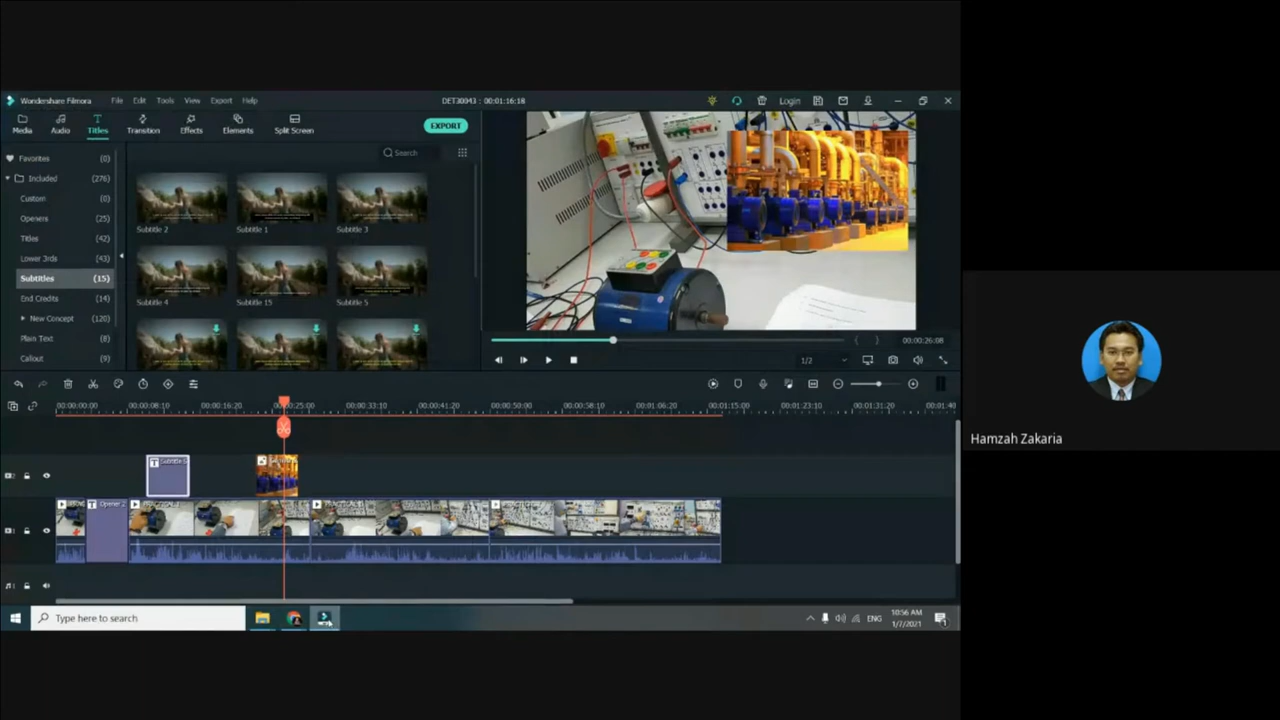 Wondershare Filmora File Edit Tools View Export Help DET30043 : 00:01:16:18 Login
Media Audio Titles Transition Effects Elements Split Screen EXPORT
Favorites (0)
Included (276)
Custom (0)
Openers (25)
Titles (42)
Lower 3rds (43)
Subtitles (15)
End Credits (14)
New Concept (120)
Plain Text (8)
Callout (9)
Search
Subtitle 2 Subtitle 1 Subtitle 3
Subtitle 4 Subtitle 15 Subtitle 5
00:00:26:08
1/2
00:00:00:00 00:00:08:10 00:00:16:20 00:00:25:00 00:00:33:10 00:00:41:20 00:00:50:00 00:00:58:10 00:01:06:20 00:01:15:00 00:01:23:10 00:01:31:20 00:01:40
Subtitle
Opener 2
Hamzah Zakaria
Type here to search
ENG
10:56 AM
1/7/2021